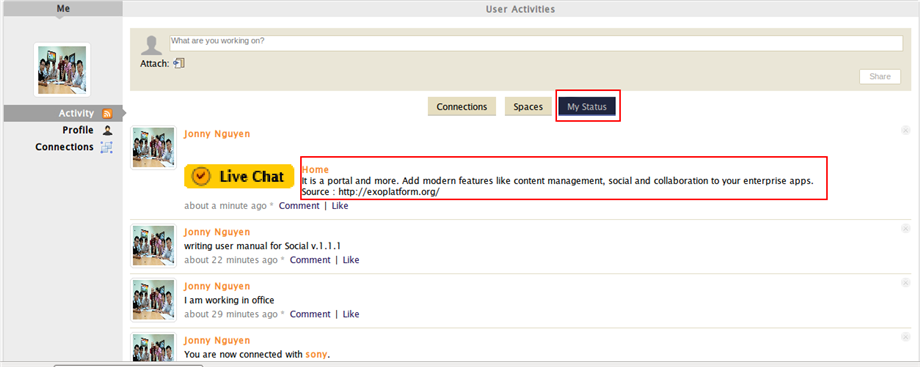 Me
User Activities
What are you working on?
Attach:
Share
Activity
Profile
Connections
Connections
Spaces
My Status
Jonny Nguyen
Live Chat
Home
It is a portal and more. Add modern features like content management, social and collaboration to your enterprise apps.
Source : http://exoplatform.org/
about a minute ago * Comment | Like
Jonny Nguyen
writing user manual for Social v.1.1.1
about 22 minutes ago * Comment | Like
Jonny Nguyen
I am working in office
about 29 minutes ago * Comment | Like
Jonny Nguyen
You are now connected with sony.